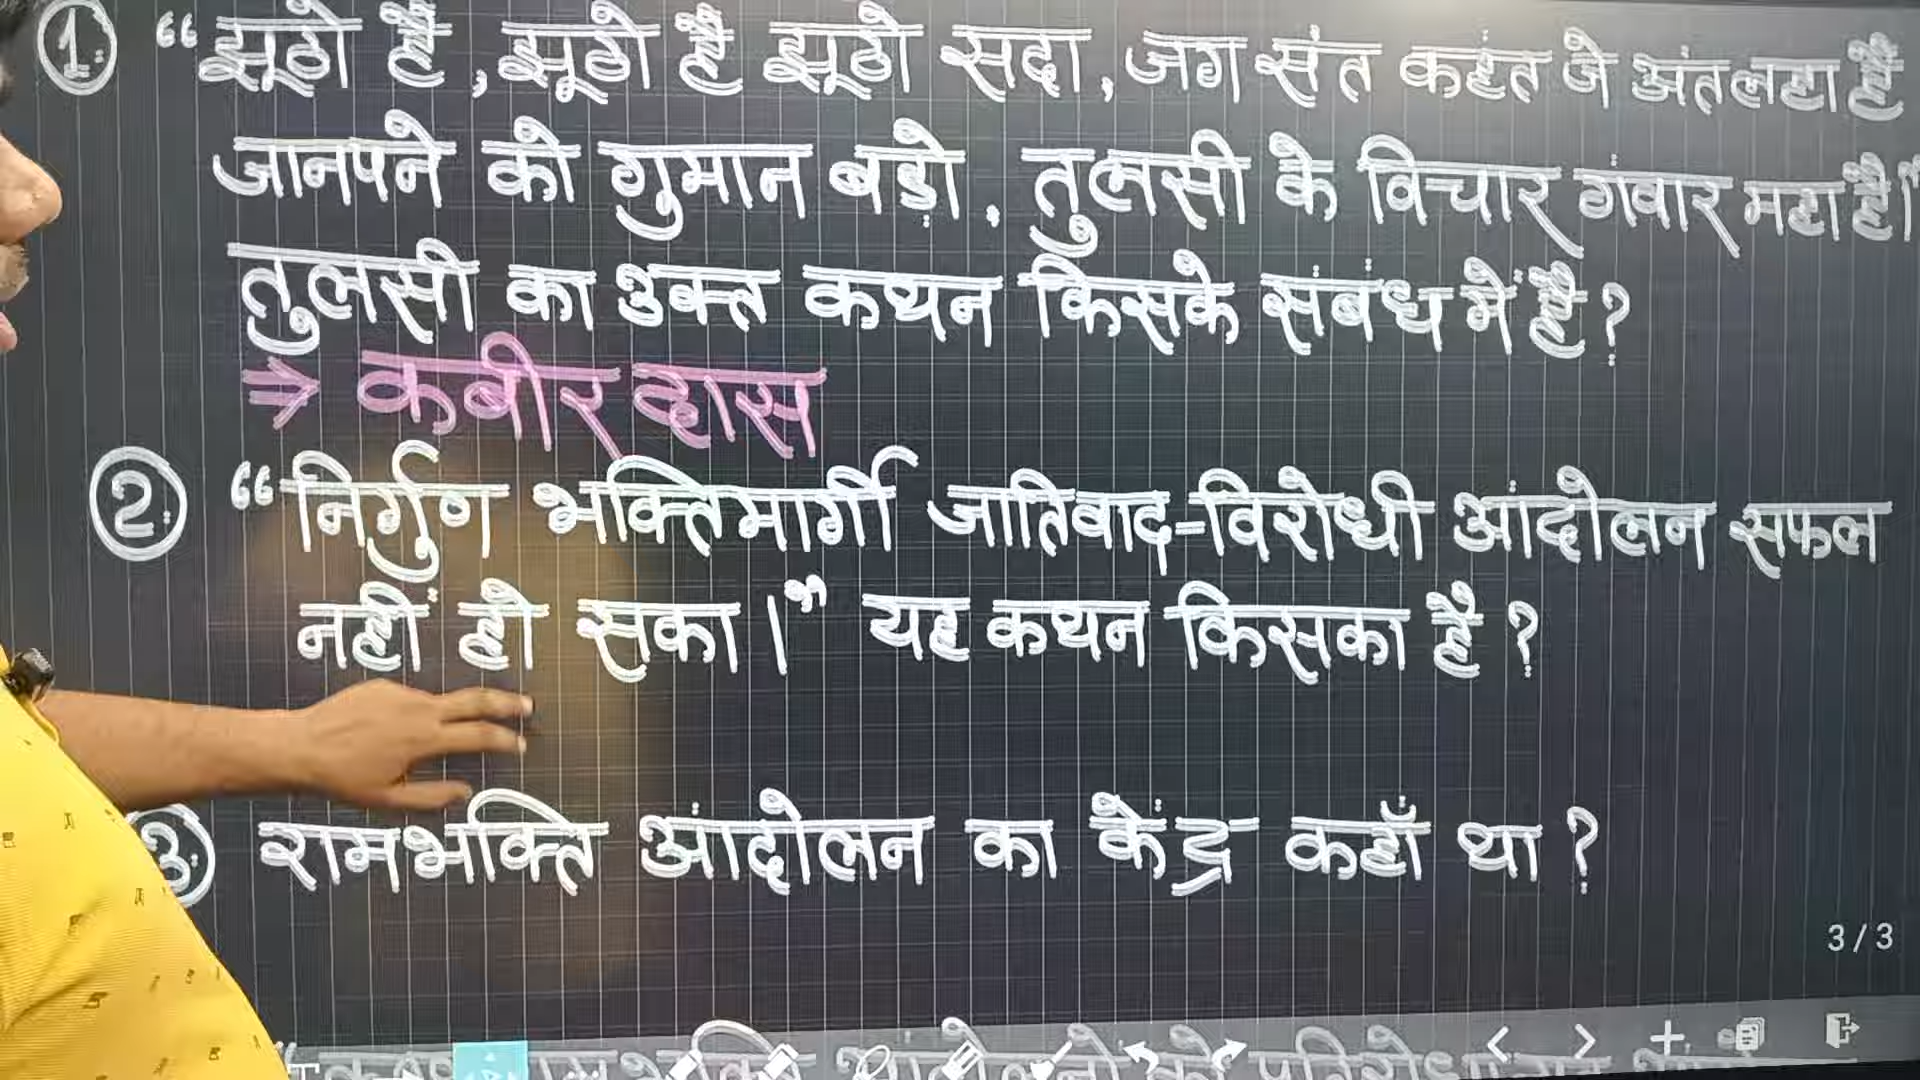 ① “झूठो है, झूठो है झूठो सदा, जग संत कहंत जे अंतलहा है
जानपने को गुमान बड़ो, तुलसी के विचार गंवार महा है।”
तुलसी का उक्त कथन किसके संबंध में है?
⇒ कबीर दास
② “निर्गुण भक्तिमार्गी जातिवाद-विरोधी आंदोलन सफल
नहीं हो सका।” यह कथन किसका है?
③ रामभक्ति आंदोलन का केंद्र कहाँ था?
3/3